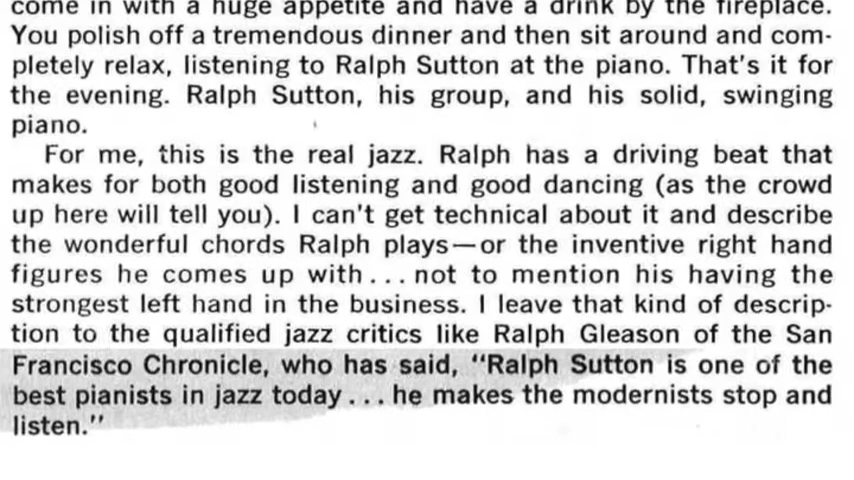 come in with a huge appetite and have a drink by the fireplace.
You polish off a tremendous dinner and then sit around and com-
pletely relax, listening to Ralph Sutton at the piano. That's it for
the evening. Ralph Sutton, his group, and his solid, swinging
piano.
For me, this is the real jazz. Ralph has a driving beat that
makes for both good listening and good dancing (as the crowd
up here will tell you). I can't get technical about it and describe
the wonderful chords Ralph plays—or the inventive right hand
figures he comes up with... not to mention his having the
strongest left hand in the business. I leave that kind of descrip-
tion to the qualified jazz critics like Ralph Gleason of the San
Francisco Chronicle, who has said, "Ralph Sutton is one of the
best pianists in jazz today... he makes the modernists stop and
listen."